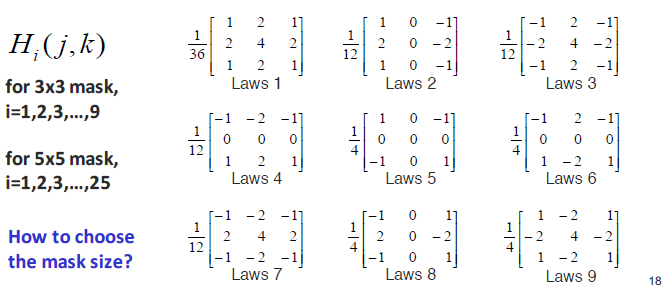 H_i(j,k)
for 3x3 mask,
i=1,2,3,...,9
for 5x5 mask,
i=1,2,3,...,25
How to choose
the mask size?
1/36 [1 2 1
2 4 2
1 2 1]
Laws 1
1/12 [1 0 -1
2 0 -2
1 0 -1]
Laws 2
1/12 [-1 2 -1
-2 4 -2
-1 2 -1]
Laws 3
1/12 [-1 -2 -1
0 0 0
1 2 1]
Laws 4
1/4 [1 0 -1
0 0 0
-1 0 1]
Laws 5
1/4 [-1 2 -1
0 0 0
1 -2 1]
Laws 6
1/12 [-1 -2 -1
2 4 2
-1 -2 -1]
Laws 7
1/4 [-1 0 1
2 0 -2
-1 0 1]
Laws 8
1/4 [1 -2 1
-2 4 -2
1 -2 1]
Laws 9
18